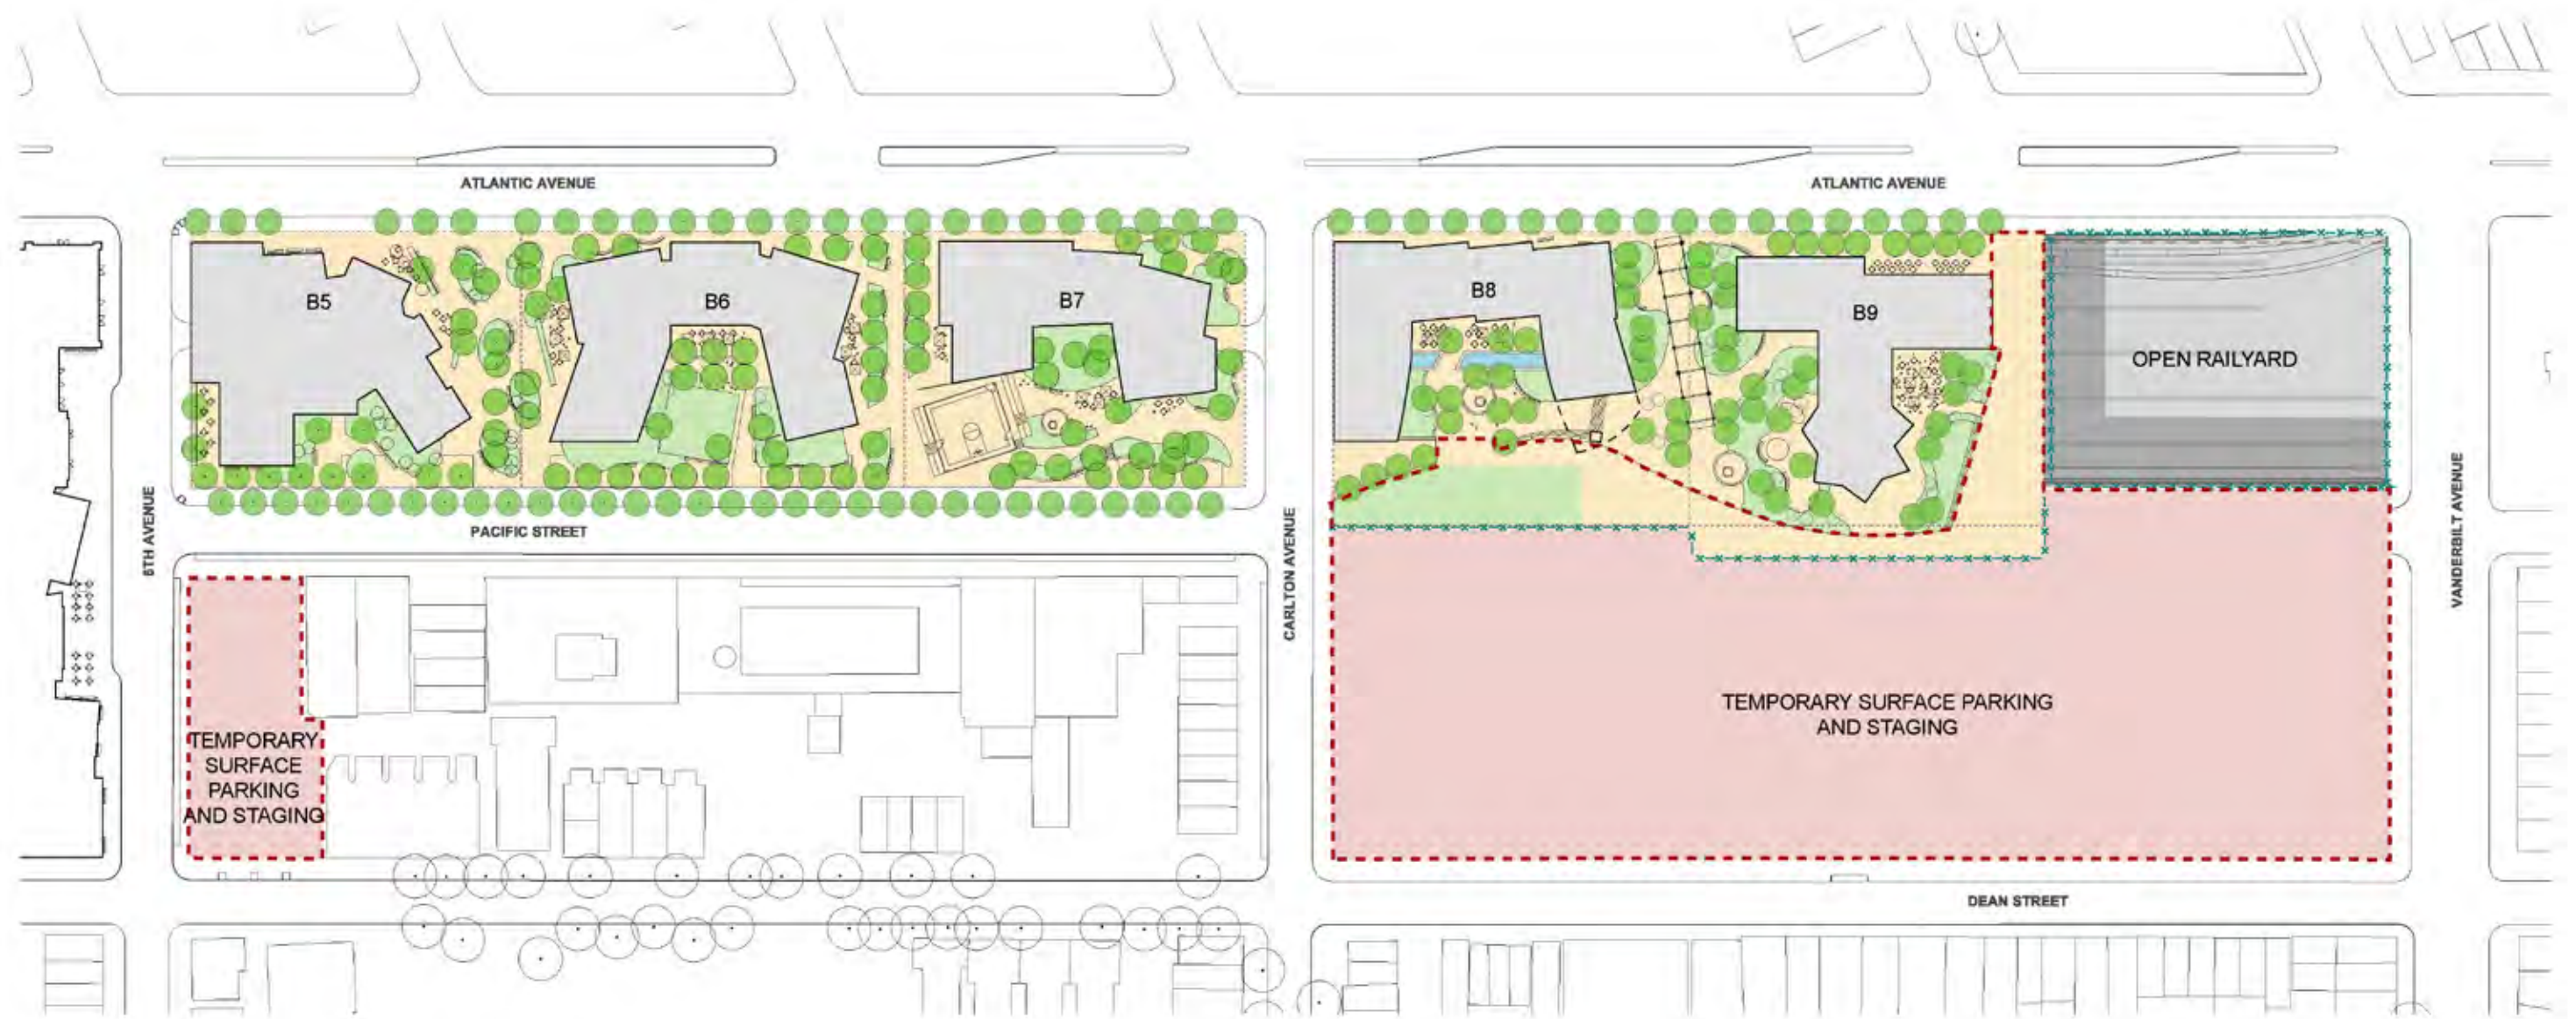 ATLANTIC AVENUE
ATLANTIC AVENUE
B5
B6
B7
B8
B9
OPEN RAILYARD
6TH AVENUE
PACIFIC STREET
CARLTON AVENUE
VANDERBILT AVENUE
TEMPORARY
SURFACE
PARKING
AND STAGING
TEMPORARY SURFACE PARKING
AND STAGING
DEAN STREET